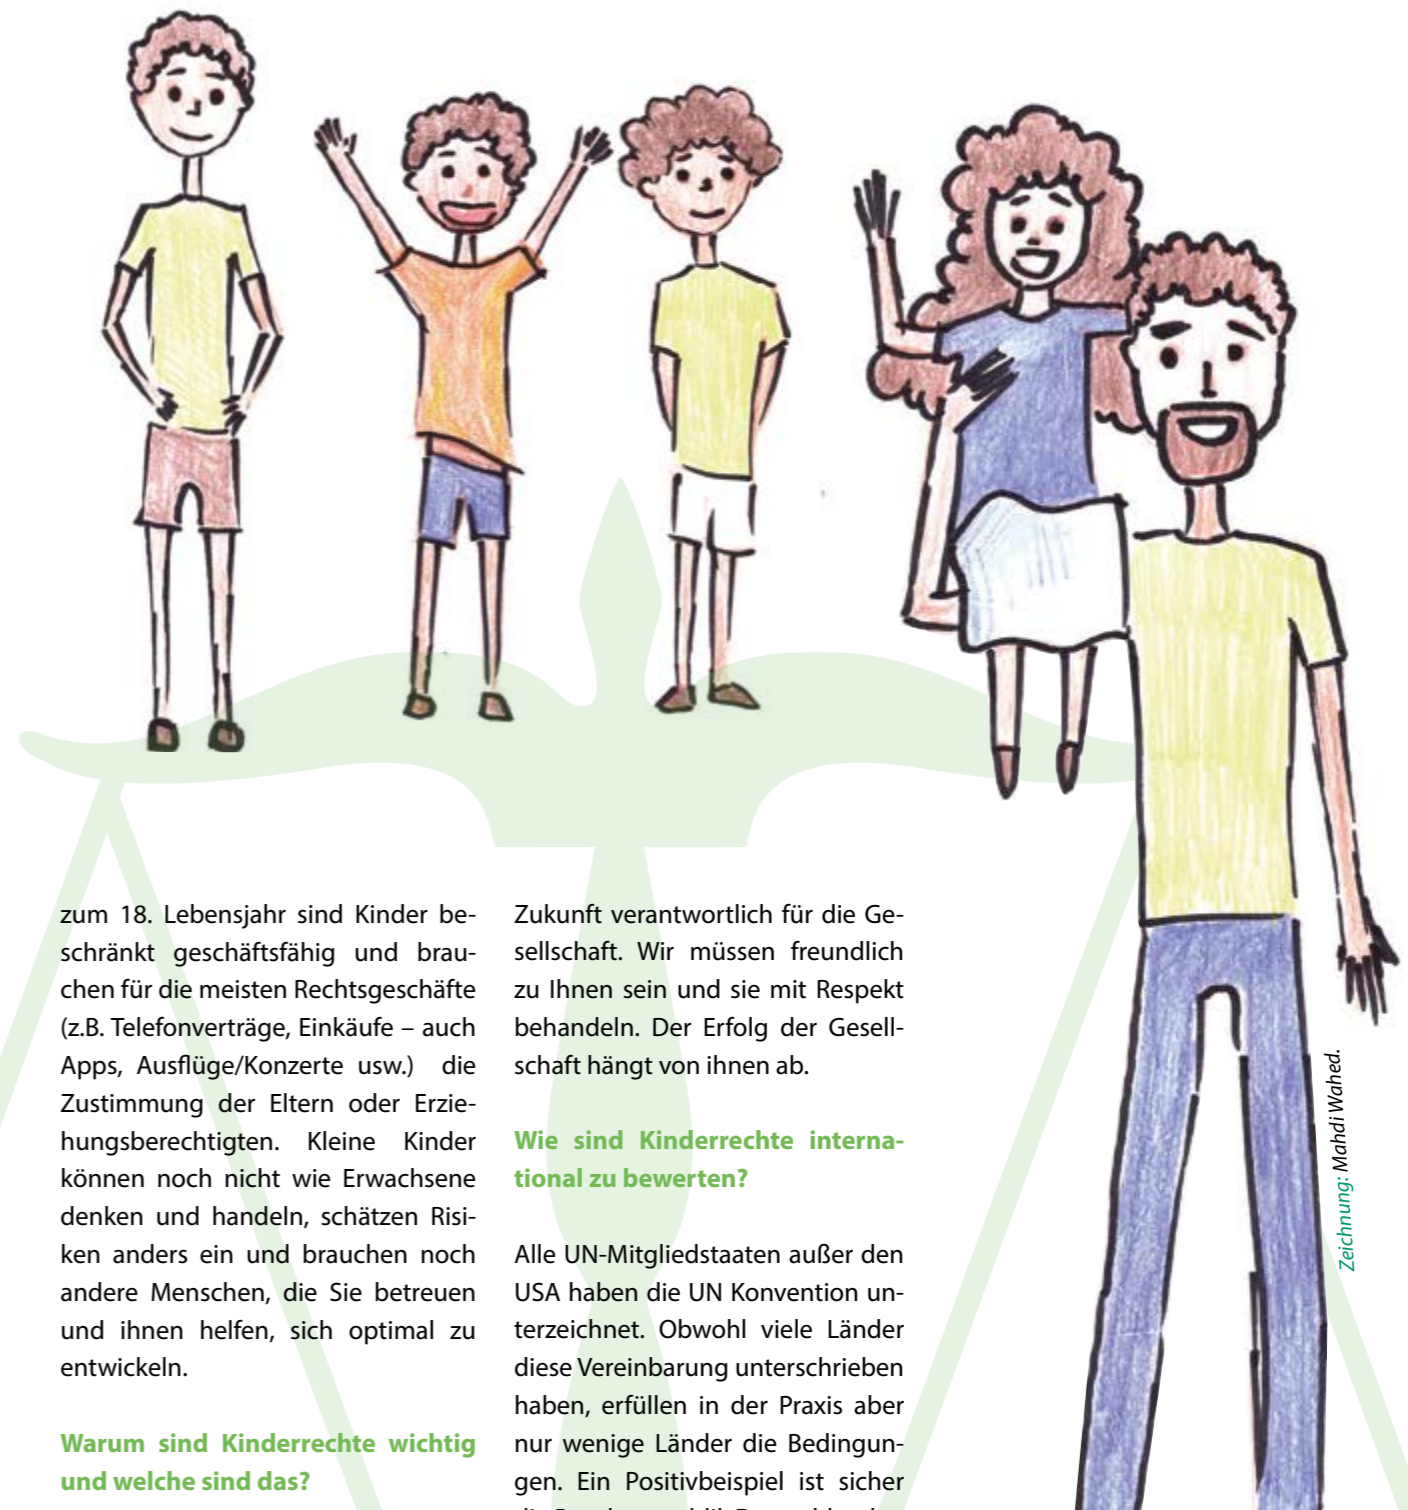 zum 18. Lebensjahr sind Kinder be-
schränkt geschäftsfähig und brau-
chen für die meisten Rechtsgeschäfte
(z.B. Telefonverträge, Einkäufe – auch
Apps, Ausflüge/Konzerte usw.) die
Zustimmung der Eltern oder Erzie-
hungsberechtigten. Kleine Kinder
können noch nicht wie Erwachsene
denken und handeln, schätzen Risi-
ken anders ein und brauchen noch
andere Menschen, die Sie betreuen
und ihnen helfen, sich optimal zu
entwickeln.
Warum sind Kinderrechte wichtig
und welche sind das?
Zukunft verantwortlich für die Ge-
sellschaft. Wir müssen freundlich
zu Ihnen sein und sie mit Respekt
behandeln. Der Erfolg der Gesell-
schaft hängt von ihnen ab.
Wie sind Kinderrechte interna-
tional zu bewerten?
Alle UN-Mitgliedstaaten außer den
USA haben die UN Konvention un-
terzeichnet. Obwohl viele Länder
diese Vereinbarung unterschrieben
haben, erfüllen in der Praxis aber
nur wenige Länder die Bedingun-
gen. Ein Positivbeispiel ist sicher
Zeichnung: Mahdi Wahed.